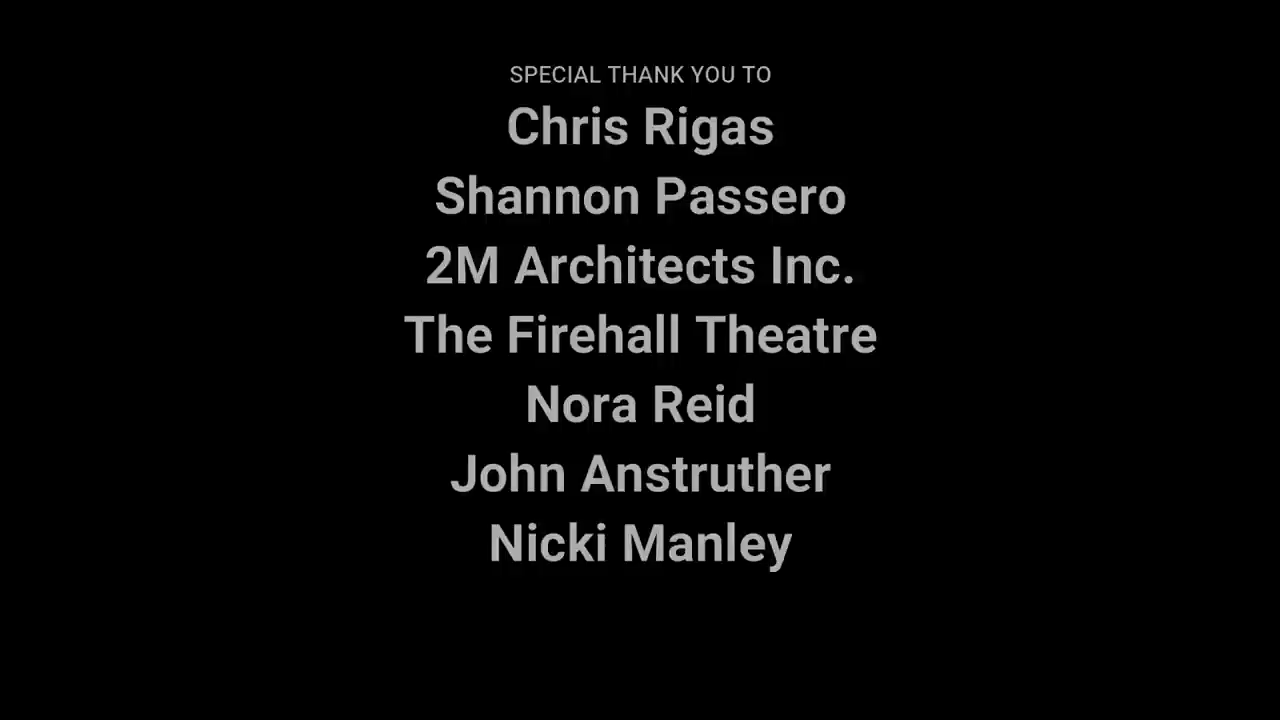 SPECIAL THANK YOU TO
Chris Rigas
Shannon Passero
2M Architects Inc.
The Firehall Theatre
Nora Reid
John Anstruther
Nicki Manley